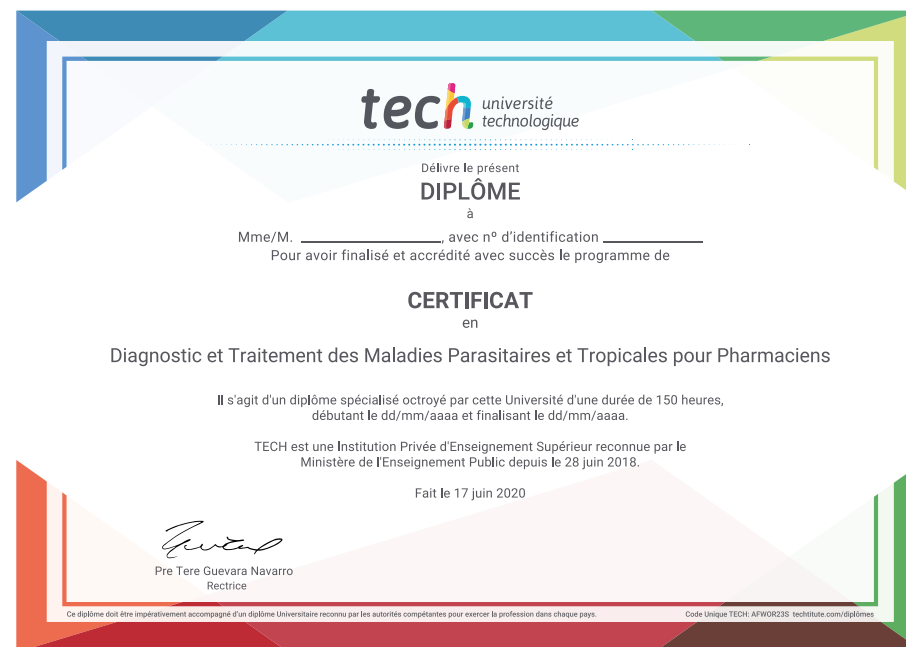 tech université
technologique
Délivre le présent
DIPLÔME
à
Mme/M. ____________________, avec nº d'identification ______________
Pour avoir finalisé et accrédité avec succès le programme de
CERTIFICAT
en
Diagnostic et Traitement des Maladies Parasitaires et Tropicales pour Pharmaciens
Il s'agit d'un diplôme spécialisé octroyé par cette Université d'une durée de 150 heures,
débutant le dd/mm/aaaa et finalisant le dd/mm/aaaa.
TECH est une Institution Privée d'Enseignement Supérieur reconnue par le
Ministère de l'Enseignement Public depuis le 28 juin 2018.
Fait le 17 juin 2020
Pre Tere Guevara Navarro
Rectrice
Ce diplôme doit être impérativement accompagné d'un diplôme Universitaire reconnu par les autorités compétantes pour exercer la profession dans chaque pays.
Code Unique TECH: AFWOR23S techtitute.com/diplômes